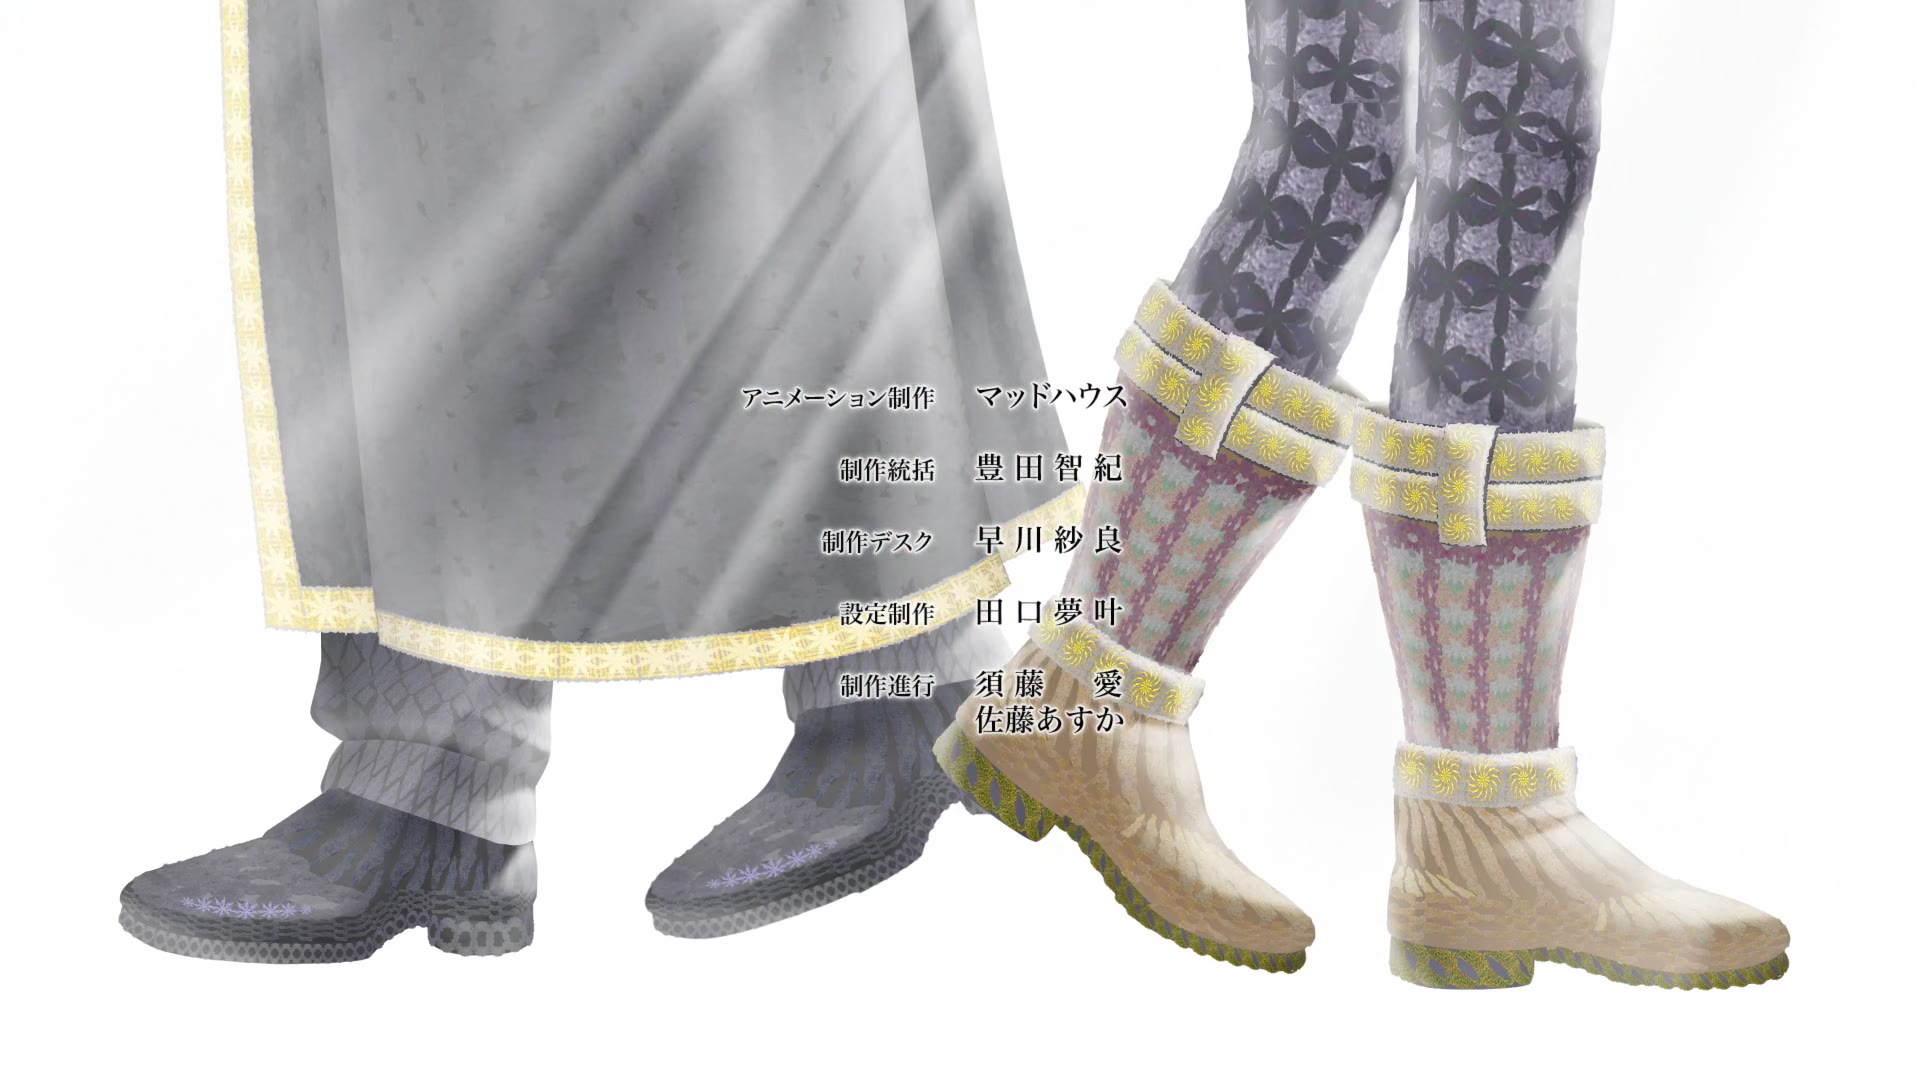 アニメーション制作 マッドハウス
制作統括 豊田智紀
制作デスク 早川紗良
設定制作 田口夢叶
制作進行 須藤 愛
佐藤あすか